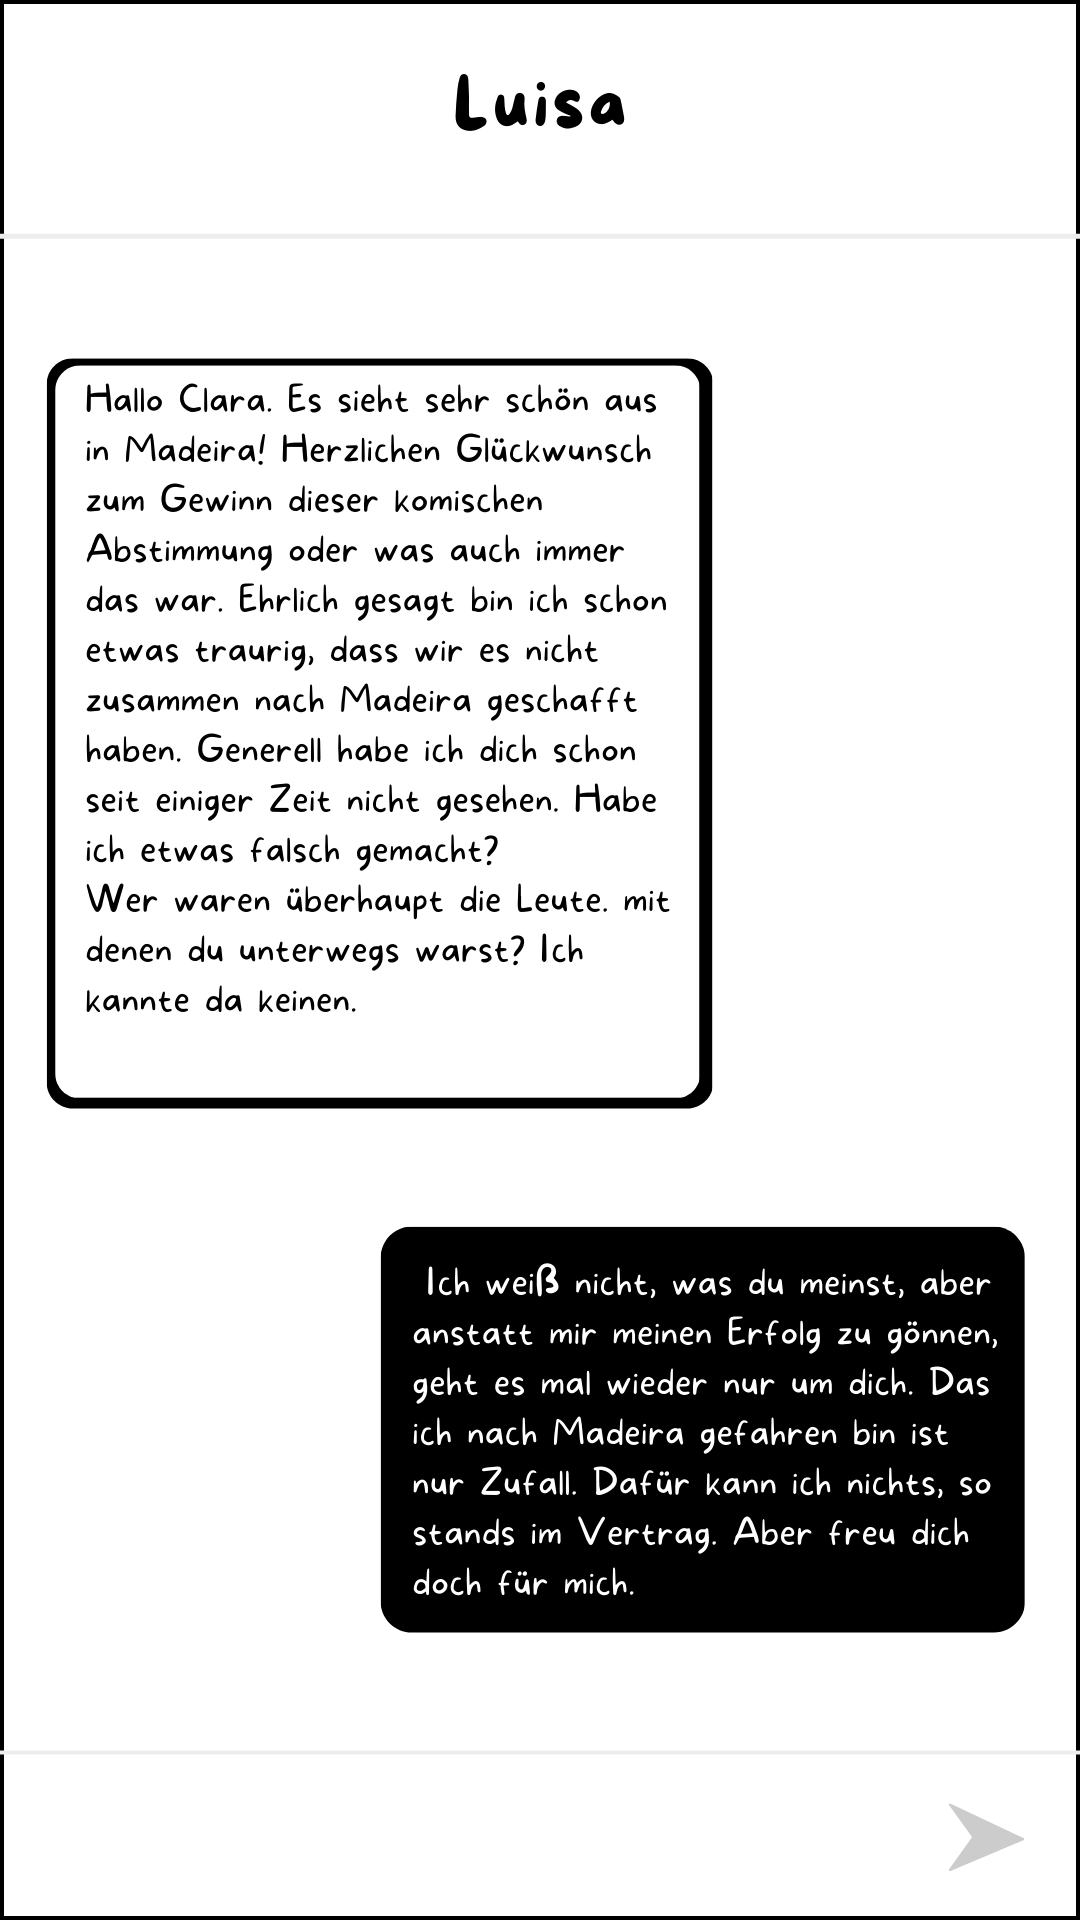 Luisa
Hallo Clara. Es sieht sehr schön aus
in Madeira! Herzlichen Glückwunsch
zum Gewinn dieser komischen
Abstimmung oder was auch immer
das war. Ehrlich gesagt bin ich schon
etwas traurig, dass wir es nicht
zusammen nach Madeira geschafft
haben. Generell habe ich dich schon
seit einiger Zeit nicht gesehen. Habe
ich etwas falsch gemacht?
Wer waren überhaupt die Leute. mit
denen du unterwegs warst? Ich
kannte da keinen.
Ich weiß nicht, was du meinst, aber
anstatt mir meinen Erfolg zu gönnen,
geht es mal wieder nur um dich. Das
ich nach Madeira gefahren bin ist
nur Zufall. Dafür kann ich nichts, so
stands im Vertrag. Aber freu dich
doch für mich.